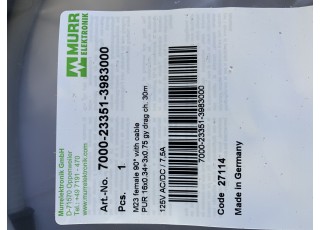 MURR
ELEKTRONIK
Murrelektronik GmbH
D-71570 Oppenweiler
Tel.: +49 7191 - 470
www.murrelektronik.com
Art.-No. 7000-23351-3983000
Pcs. 1
M23 female 90° with cable
PUR 16x0.34+3x0.75 gy drag ch. 30m
125V AC/DC / 7,5A
7000-23351-3983000
Code 27114
Made in Germany